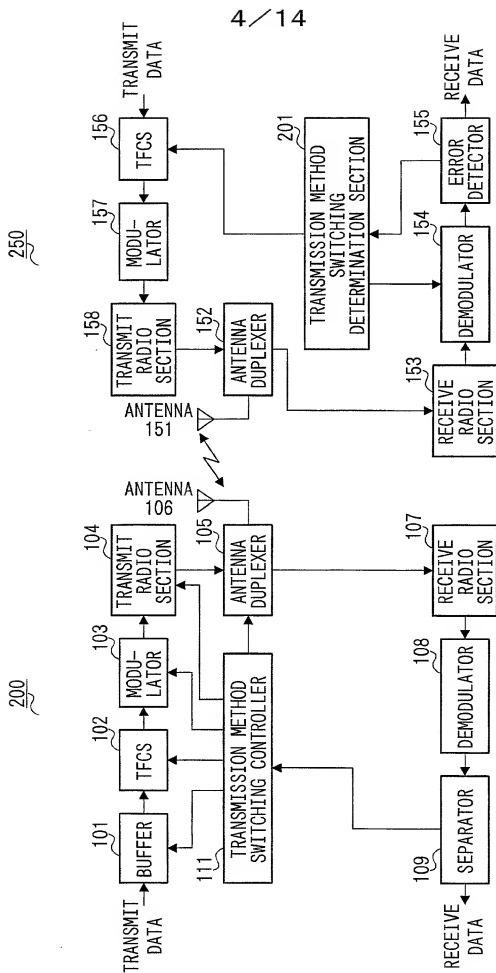 4/14
200
TRANSMIT
DATA
101
BUFFER
102
TFCS
103
MODU-
LATOR
104
TRANSMIT
RADIO
SECTION
ANTENNA
106
105
ANTENNA
DUPLEXER
111
TRANSMISSION METHOD
SWITCHING CONTROLLER
107
RECEIVE
RADIO
SECTION
108
DEMODULATOR
109
SEPARATOR
RECEIVE
DATA
250
TRANSMIT
DATA
156
TFCS
157
MODU-
LATOR
158
TRANSMIT
RADIO
SECTION
ANTENNA
151
152
ANTENNA
DUPLEXER
201
TRANSMISSION METHOD
SWITCHING
DETERMINATION SECTION
153
RECEIVE
RADIO
SECTION
154
DEMODULATOR
155
ERROR
DETECTOR
RECEIVE
DATA